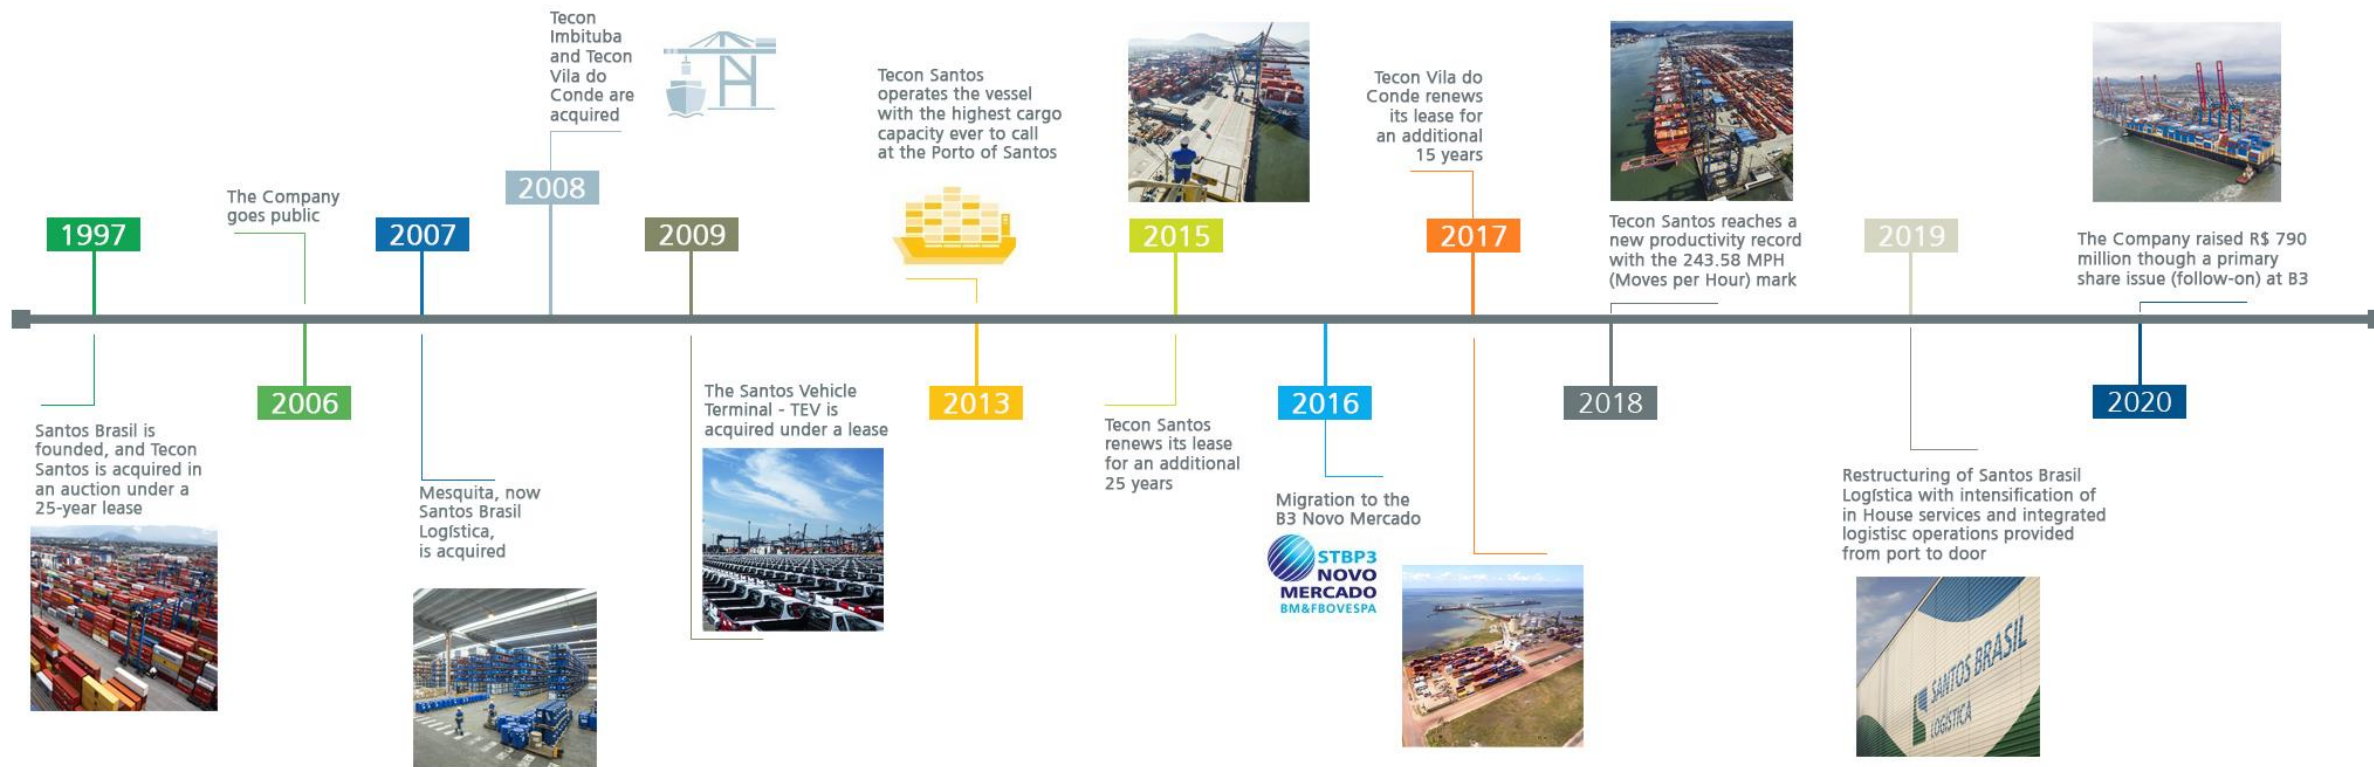 1997
Santos Brasil is
founded, and Tecon
Santos is acquired in
an auction under a
25-year lease
The Company
goes public
2006
2007
Mesquita, now
Santos Brasil
Logística,
is acquired
Tecon
Imbituba
and Tecon
Vila do
Conde are
acquired
2008
2009
The Santos Vehicle
Terminal - TEV is
acquired under a lease
Tecon Santos
operates the vessel
with the highest cargo
capacity ever to call
at the Porto of Santos
2013
2015
Tecon Santos
renews its lease
for an additional
25 years
2016
Migration to the
B3 Novo Mercado
STBP3
NOVO
MERCADO
BM&FBOVESPA
Tecon Vila do
Conde renews
its lease for
an additional
15 years
2017
Tecon Santos reaches a
new productivity record
with the 243.58 MPH
(Moves per Hour) mark
2018
2019
Restructuring of Santos Brasil
Logística with intensification of
in House services and integrated
logistisc operations provided
from port to door
SANTOS BRASIL
LOGÍSTICA
The Company raised R$ 790
million though a primary
share issue (follow-on) at B3
2020